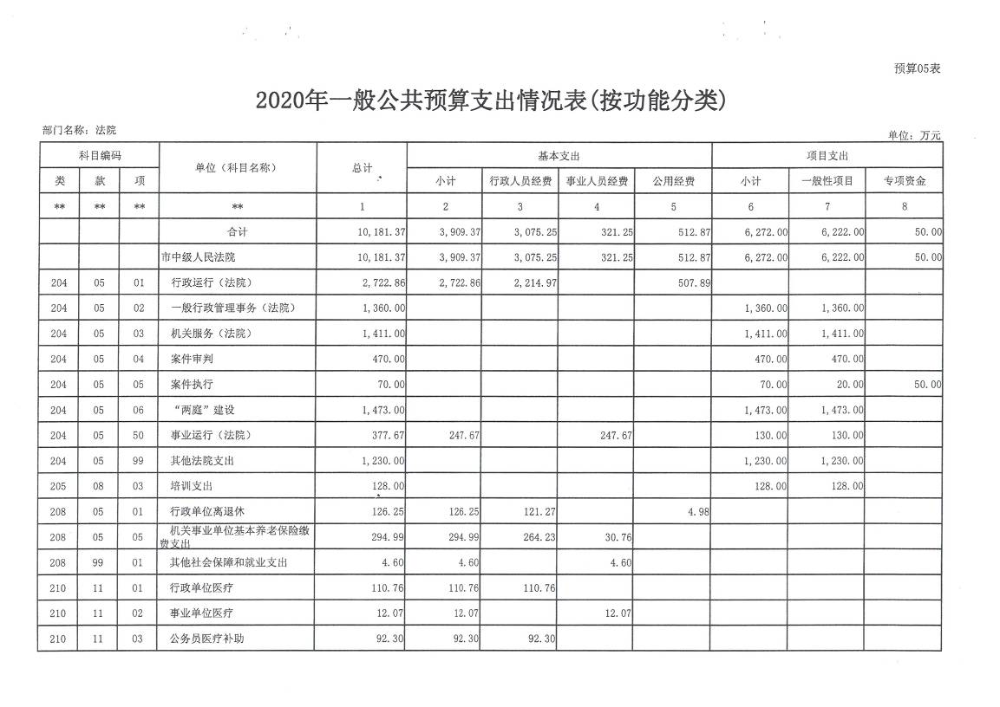 预算05表
2020年一般公共预算支出情况表(按功能分类)
部门名称：法院
单位：万元
科目编码 单位（科目名称） 总计 基本支出 项目支出
类 款 项 小计 行政人员经费 事业人员经费 公用经费 小计 一般性项目 专项资金
** ** ** ** 1 2 3 4 5 6 7 8
合计 10,181.37 3,909.37 3,075.25 321.25 512.87 6,272.00 6,222.00 50.00
市中级人民法院 10,181.37 3,909.37 3,075.25 321.25 512.87 6,272.00 6,222.00 50.00
204 05 01 行政运行（法院） 2,722.86 2,722.86 2,214.97 507.89
204 05 02 一般行政管理事务（法院） 1,360.00 1,360.00 1,360.00
204 05 03 机关服务（法院） 1,411.00 1,411.00 1,411.00
204 05 04 案件审判 470.00 470.00 470.00
204 05 05 案件执行 70.00 70.00 20.00 50.00
204 05 06 “两庭”建设 1,473.00 1,473.00 1,473.00
204 05 50 事业运行（法院） 377.67 247.67 247.67 130.00 130.00
204 05 99 其他法院支出 1,230.00 1,230.00 1,230.00
205 08 03 培训支出 128.00 128.00 128.00
208 05 01 行政单位离退休 126.25 126.25 121.27 4.98
208 05 05 机关事业单位基本养老保险缴 294.99 294.99 264.23 30.76
费支出
208 99 01 其他社会保障和就业支出 4.60 4.60 4.60
210 11 01 行政单位医疗 110.76 110.76 110.76
210 11 02 事业单位医疗 12.07 12.07 12.07
210 11 03 公务员医疗补助 92.30 92.30 92.30